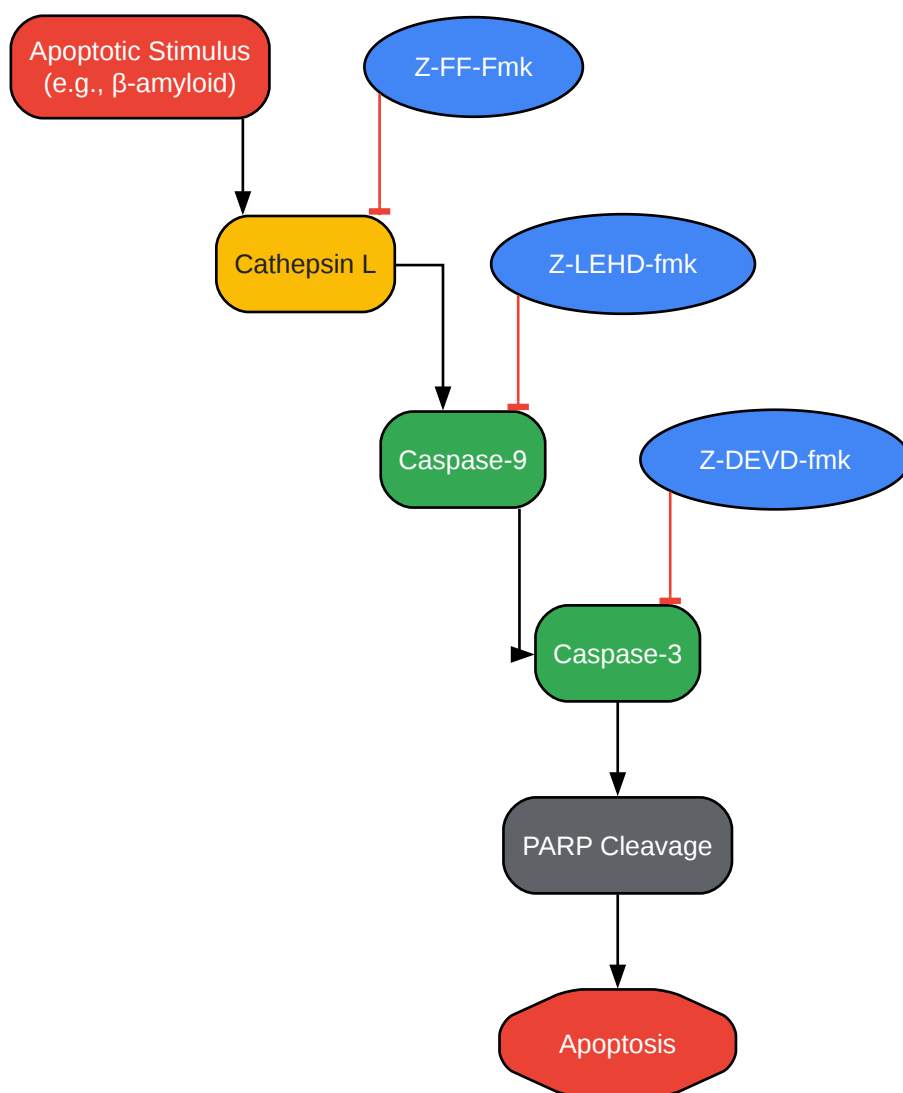 Apoptotic Stimulus
(e.g., β-amyloid)
Z-FF-Fmk
Cathepsin L
Z-LEHD-fmk
Caspase-9
Z-DEVD-fmk
Caspase-3
PARP Cleavage
Apoptosis